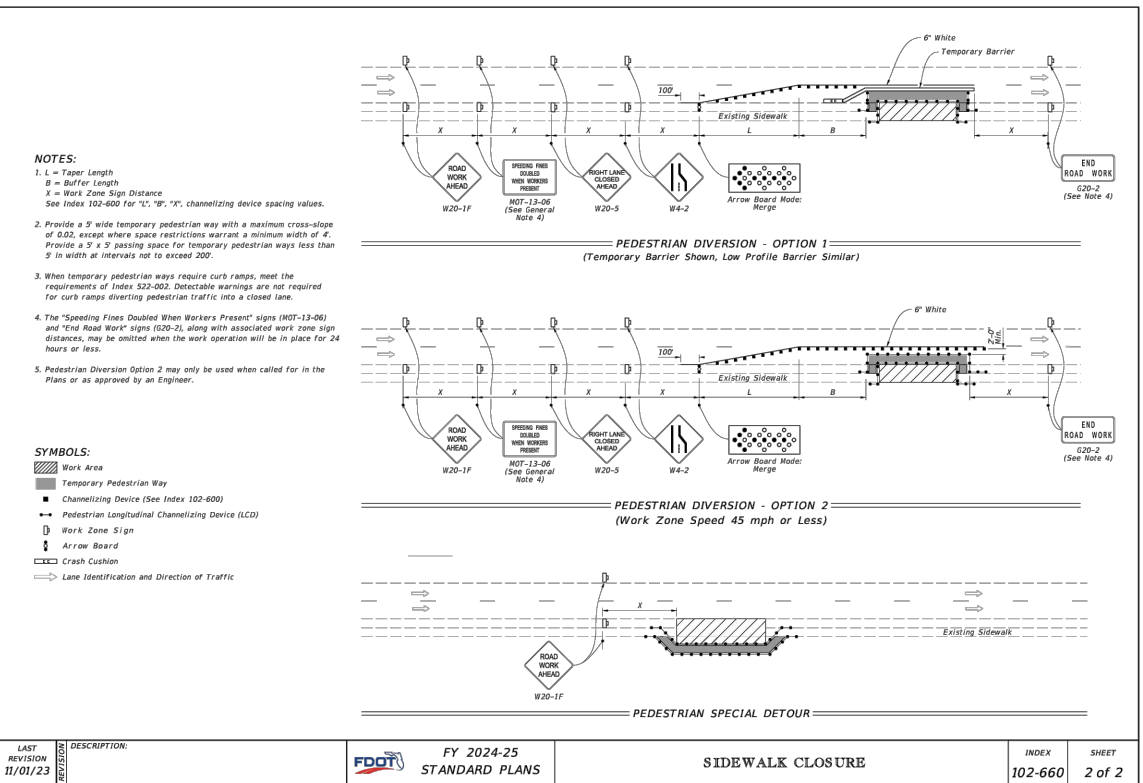 NOTES:
1. L = Taper Length
B = Buffer Length
X = Work Zone Sign Distance
See Index 102-600 for "L", "B", "X", channelizing device spacing values.
2. Provide a 5' wide temporary pedestrian way with a maximum cross-slope
of 0.02, except where space restrictions warrant a minimum width of 4'.
Provide a 5' x 5' passing space for temporary pedestrian ways less than
5' in width at intervals not to exceed 200'.
3. When temporary pedestrian ways require curb ramps, meet the
requirements of Index 522-002. Detectable warnings are not required
for curb ramps diverting pedestrian traffic into a closed lane.
4. The "Speeding Fines Doubled When Workers Present" signs (MOT-13-06)
and "End Road Work" signs (G20-2), along with associated work zone sign
distances, may be omitted when the work operation will be in place for 24
hours or less.
5. Pedestrian Diversion Option 2 may only be used when called for in the
Plans or as approved by an Engineer.
SYMBOLS:
Work Area
Temporary Pedestrian Way
Channelizing Device (See Index 102-600)
Pedestrian Longitudinal Channelizing Device (LCD)
Work Zone Sign
Arrow Board
Crash Cushion
Lane Identification and Direction of Traffic
6" White
Temporary Barrier
100'
Existing Sidewalk
X X X X L B X
ROAD
WORK
AHEAD
W20-1F
SPEEDING FINES
DOUBLED
WHEN WORKERS
PRESENT
MOT-13-06
(See General
Note 4)
RIGHT LANE
CLOSED
AHEAD
W20-5
W4-2
Arrow Board Mode:
Merge
END
ROAD WORK
G20-2
(See Note 4)
PEDESTRIAN DIVERSION - OPTION 1
(Temporary Barrier Shown, Low Profile Barrier Similar)
6" White
2'-0"
Min.
100'
Existing Sidewalk
X X X X L B X
ROAD
WORK
AHEAD
W20-1F
SPEEDING FINES
DOUBLED
WHEN WORKERS
PRESENT
MOT-13-06
(See General
Note 4)
RIGHT LANE
CLOSED
AHEAD
W20-5
W4-2
Arrow Board Mode:
Merge
END
ROAD WORK
G20-2
(See Note 4)
PEDESTRIAN DIVERSION - OPTION 2
(Work Zone Speed 45 mph or Less)
X
Existing Sidewalk
ROAD
WORK
AHEAD
W20-1F
PEDESTRIAN SPECIAL DETOUR
LAST
REVISION
11/01/23
REVISION
DESCRIPTION:
FDOT
FY 2024-25
STANDARD PLANS
SIDEWALK CLOSURE
INDEX
102-660
SHEET
2 of 2